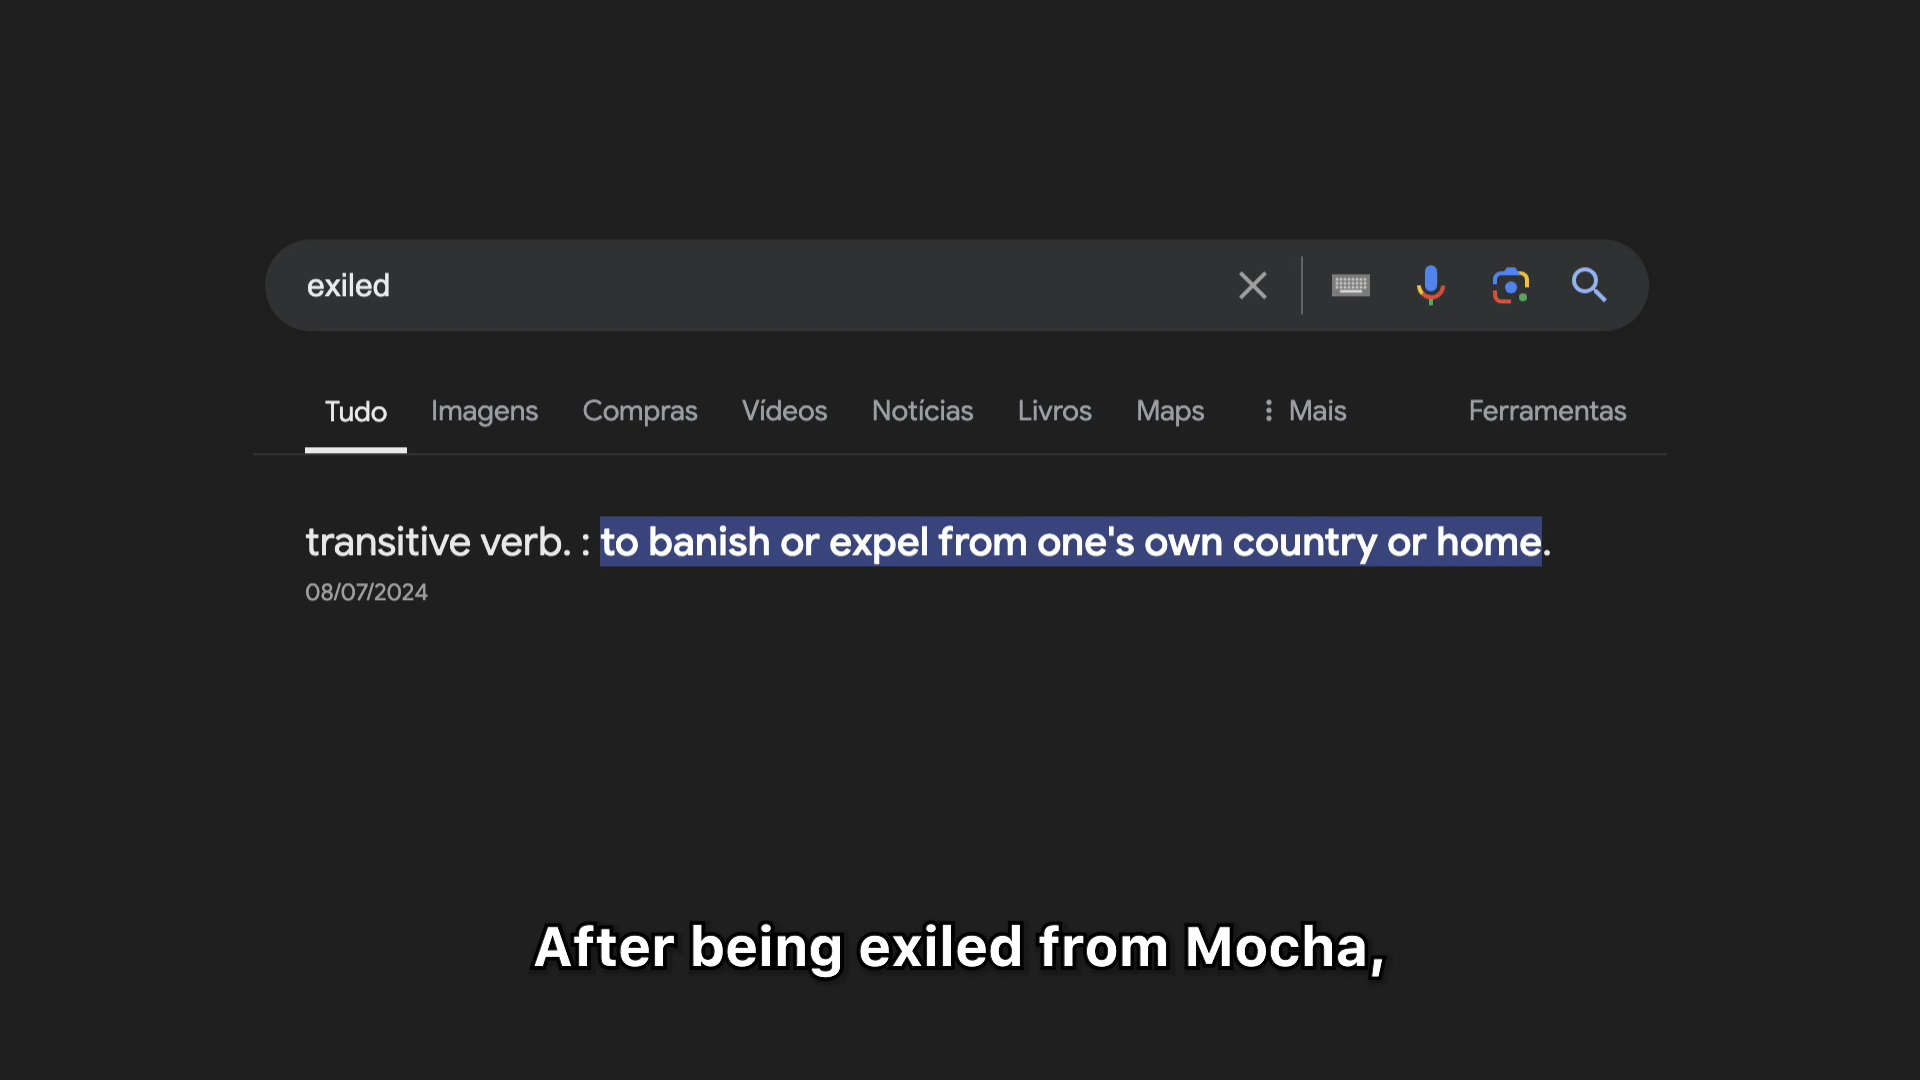 exiled
Tudo Imagens Compras Vídeos Notícias Livros Maps Mais Ferramentas
transitive verb. : to banish or expel from one's own country or home.
08/07/2024
After being exiled from Mocha,